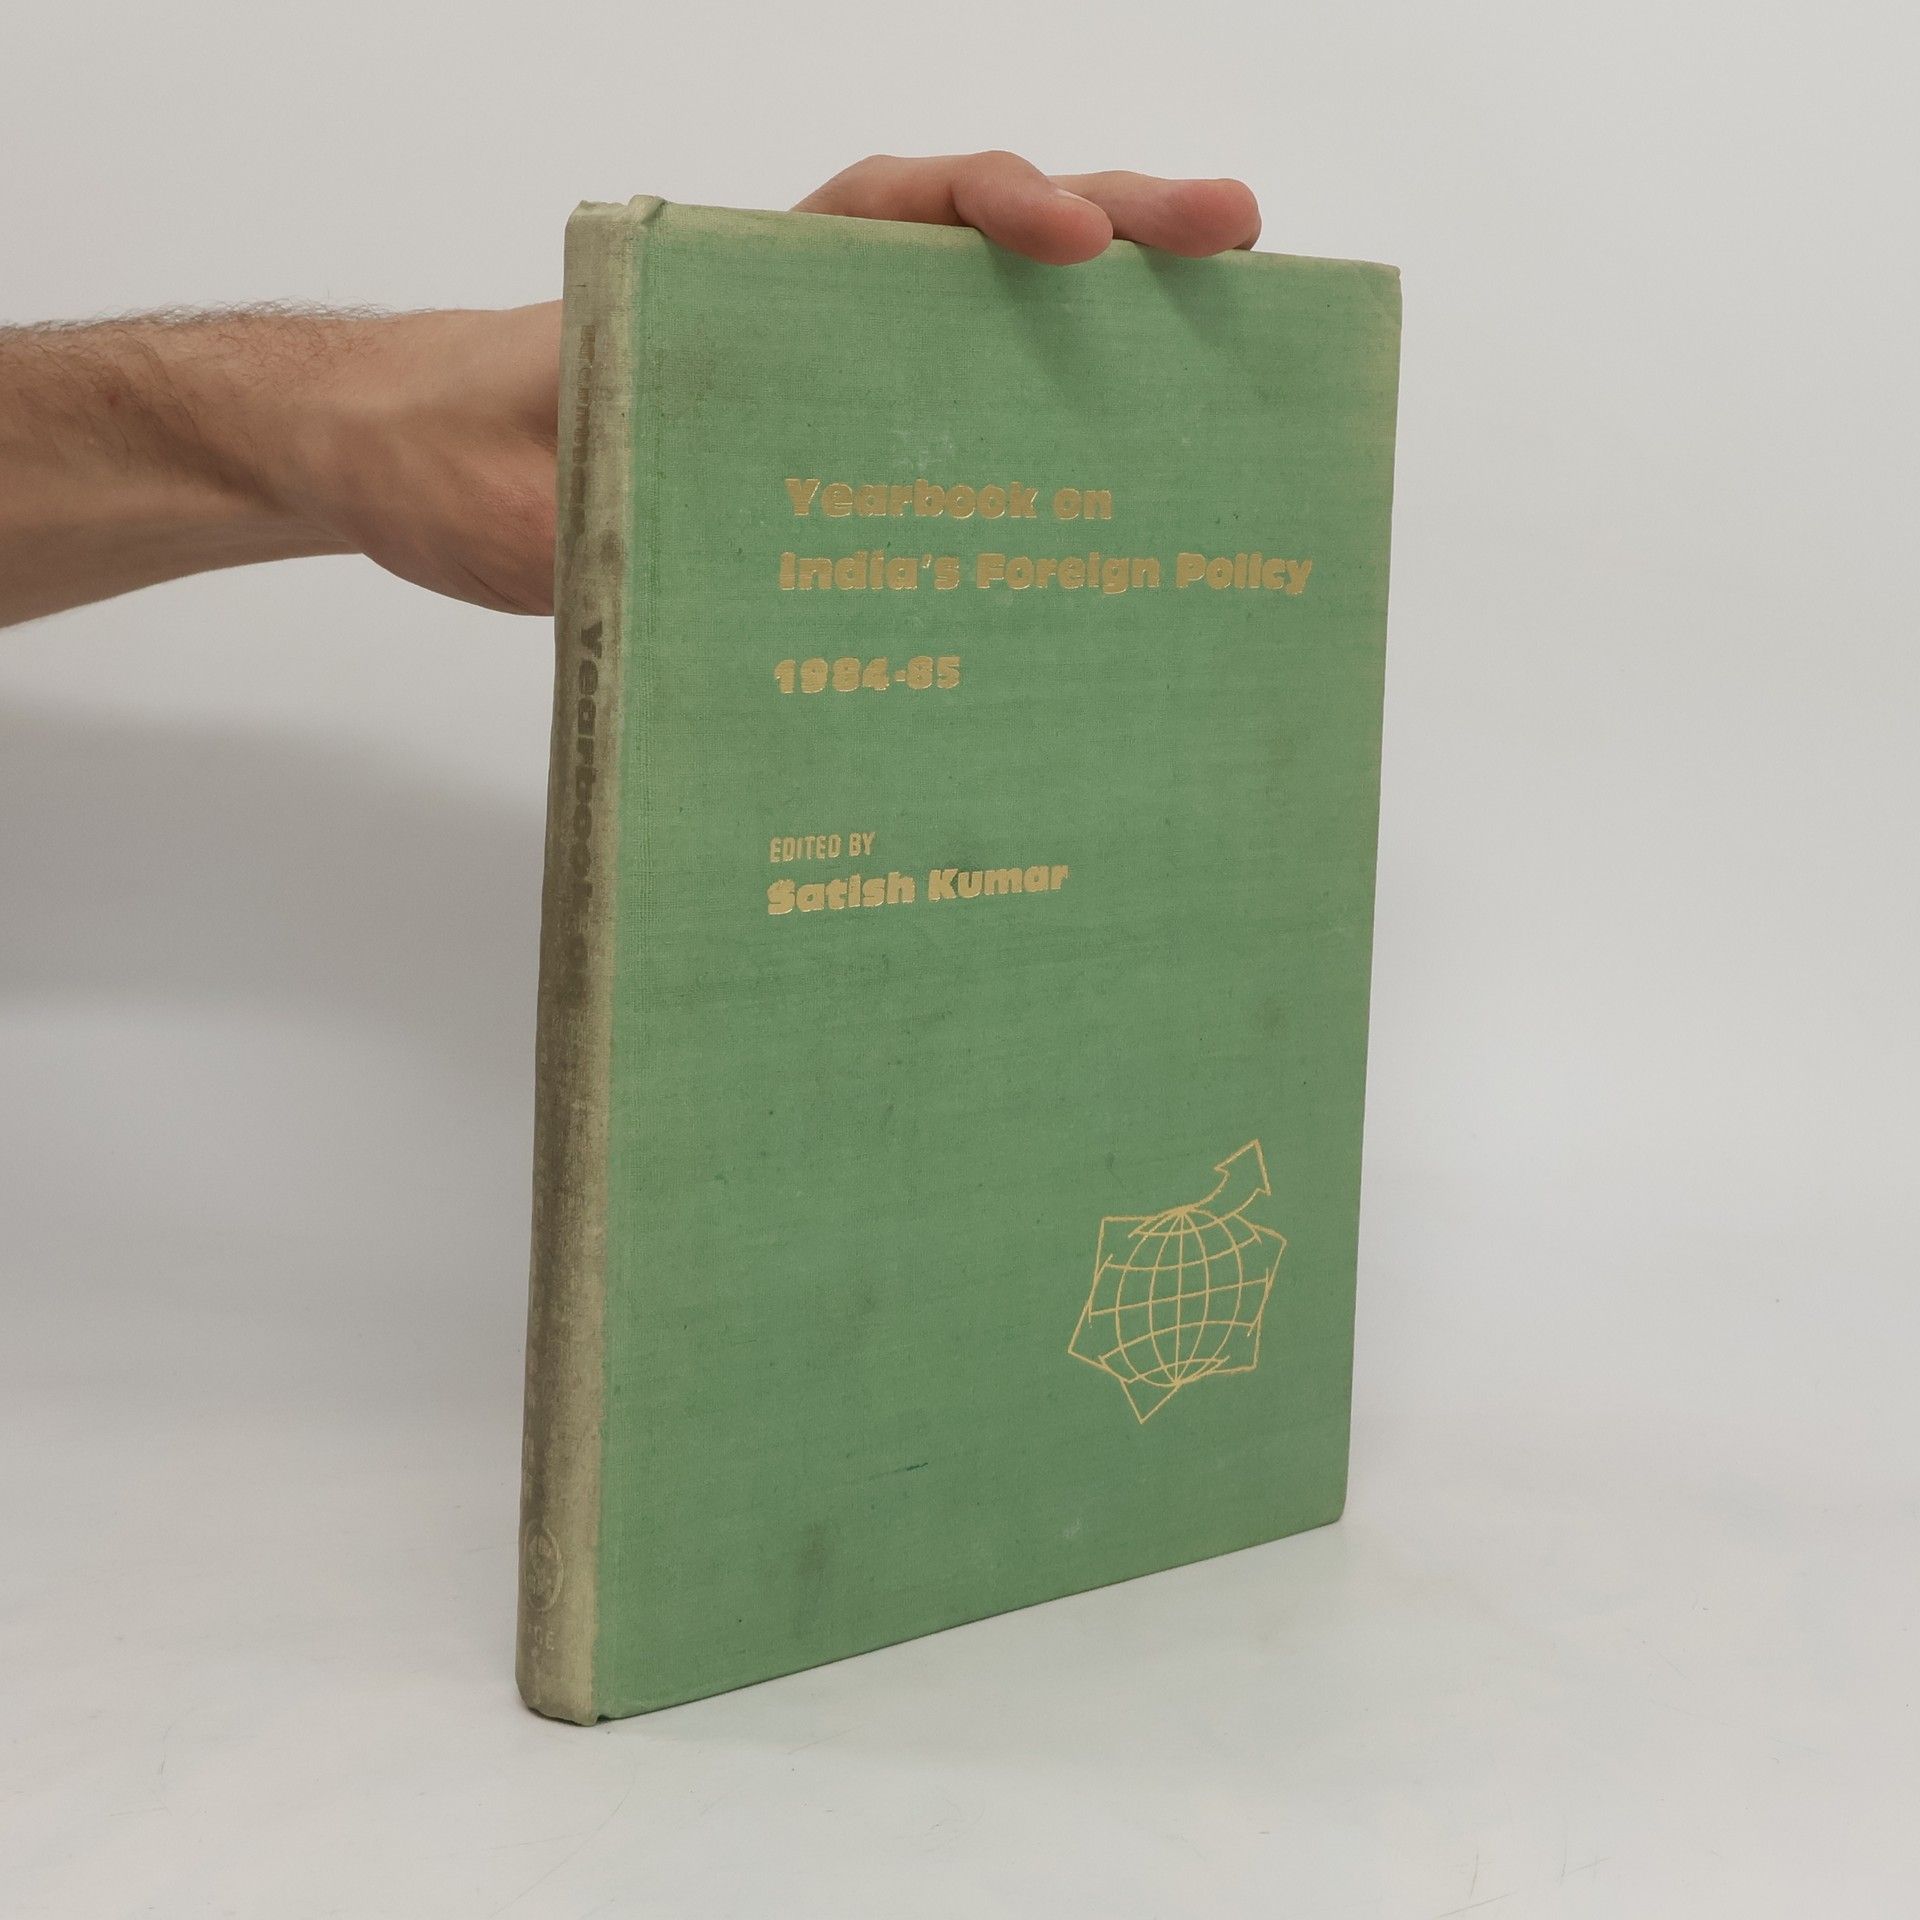 Yearbook on
India's Foreign Policy
1984-85
EDITED BY
Satish Kumar
Yearbook on